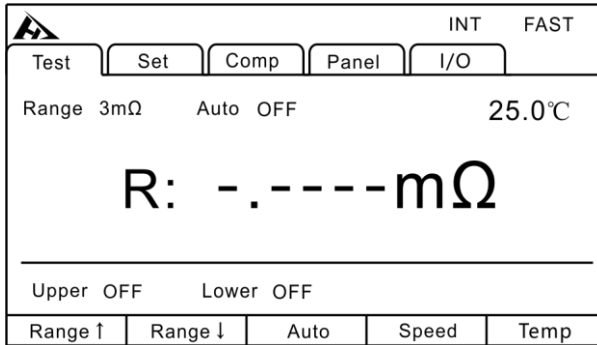 INT FAST
Test Set Comp Panel I/O
Range 3mΩ Auto OFF 25.0℃
R: -.----mΩ
Upper OFF Lower OFF
Range↑ Range↓ Auto Speed Temp